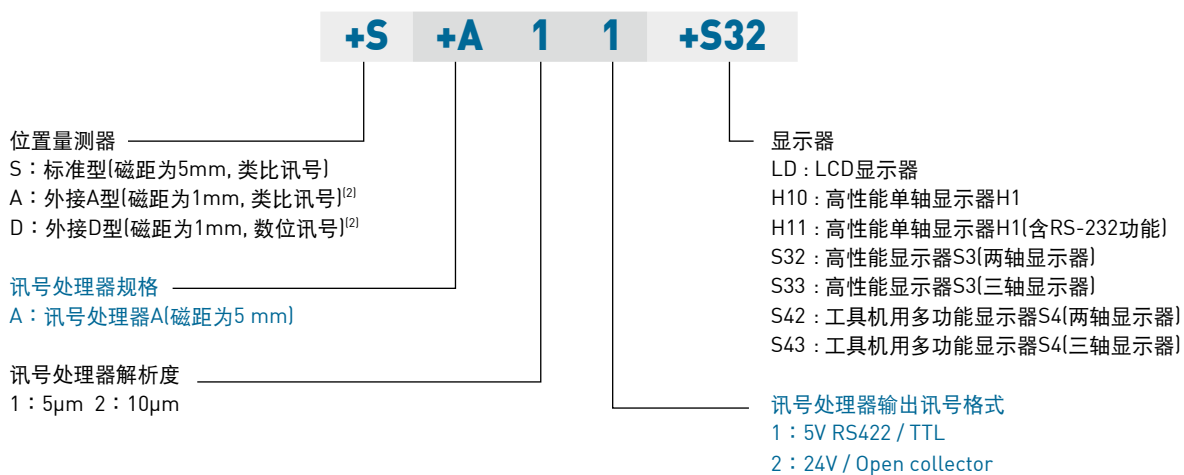 +S +A 1 1 +S32
位置量测器
S：标准型(磁距为5mm, 类比讯号)
A：外接A型(磁距为1mm, 类比讯号)(2)
D：外接D型(磁距为1mm, 数位讯号)(2)
讯号处理器规格
A：讯号处理器A(磁距为5 mm)
讯号处理器解析度
1：5μm 2：10μm
显示器
LD : LCD显示器
H10 : 高性能单轴显示器H1
H11 : 高性能单轴显示器H1(含RS-232功能)
S32 : 高性能显示器S3(两轴显示器)
S33 : 高性能显示器S3(三轴显示器)
S42 : 工具机用多功能显示器S4(两轴显示器)
S43 : 工具机用多功能显示器S4(三轴显示器)
讯号处理器输出讯号格式
1：5V RS422 / TTL
2：24V / Open collector